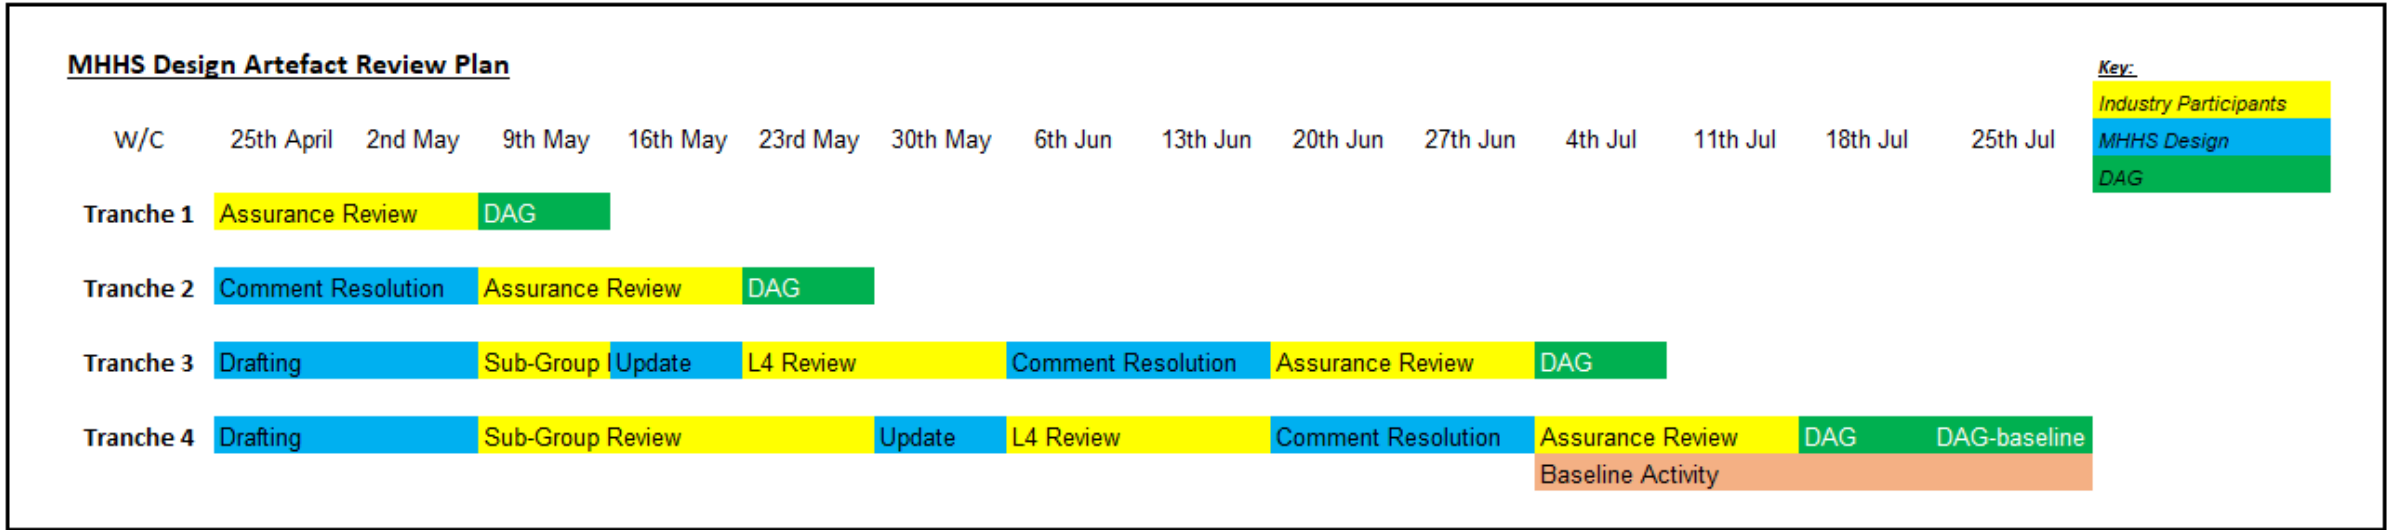 MHHS Design Artefact Review Plan
Key:
Industry Participants
W/C 25th April 2nd May 9th May 16th May 23rd May 30th May 6th Jun 13th Jun 20th Jun 27th Jun 4th Jul 11th Jul 18th Jul 25th Jul
MHHS Design
DAG
Tranche 1 Assurance Review DAG
Tranche 2 Comment Resolution Assurance Review DAG
Tranche 3 Drafting Sub-Group Update L4 Review Comment Resolution Assurance Review DAG
Tranche 4 Drafting Sub-Group Review Update L4 Review Comment Resolution Assurance Review DAG DAG-baseline
Baseline Activity